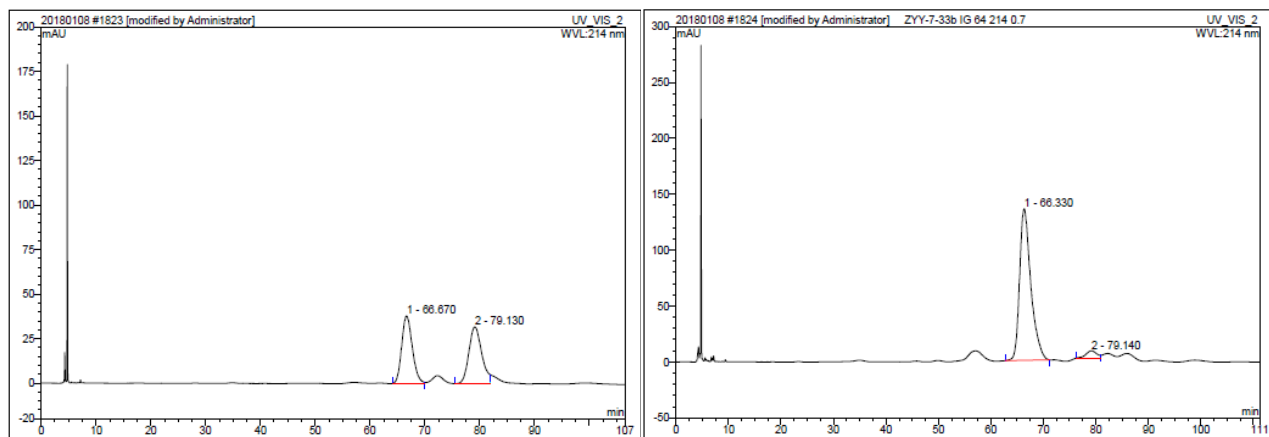 20180108 #1823 [modified by Administrator] UV_VIS_2
mAU WVL:214 nm
200
175
150
125
100
75
50
25
0
-20
1 - 66.670
2 - 79.130
min
0 10 20 30 40 50 60 70 80 90 107
20180108 #1824 [modified by Administrator] ZYY-7-33b IG 64 214 0.7 UV_VIS_2
mAU WVL:214 nm
300
250
200
150
100
50
0
-50
1 - 66.330
2 - 79.140
min
0 10 20 30 40 50 60 70 80 90 111